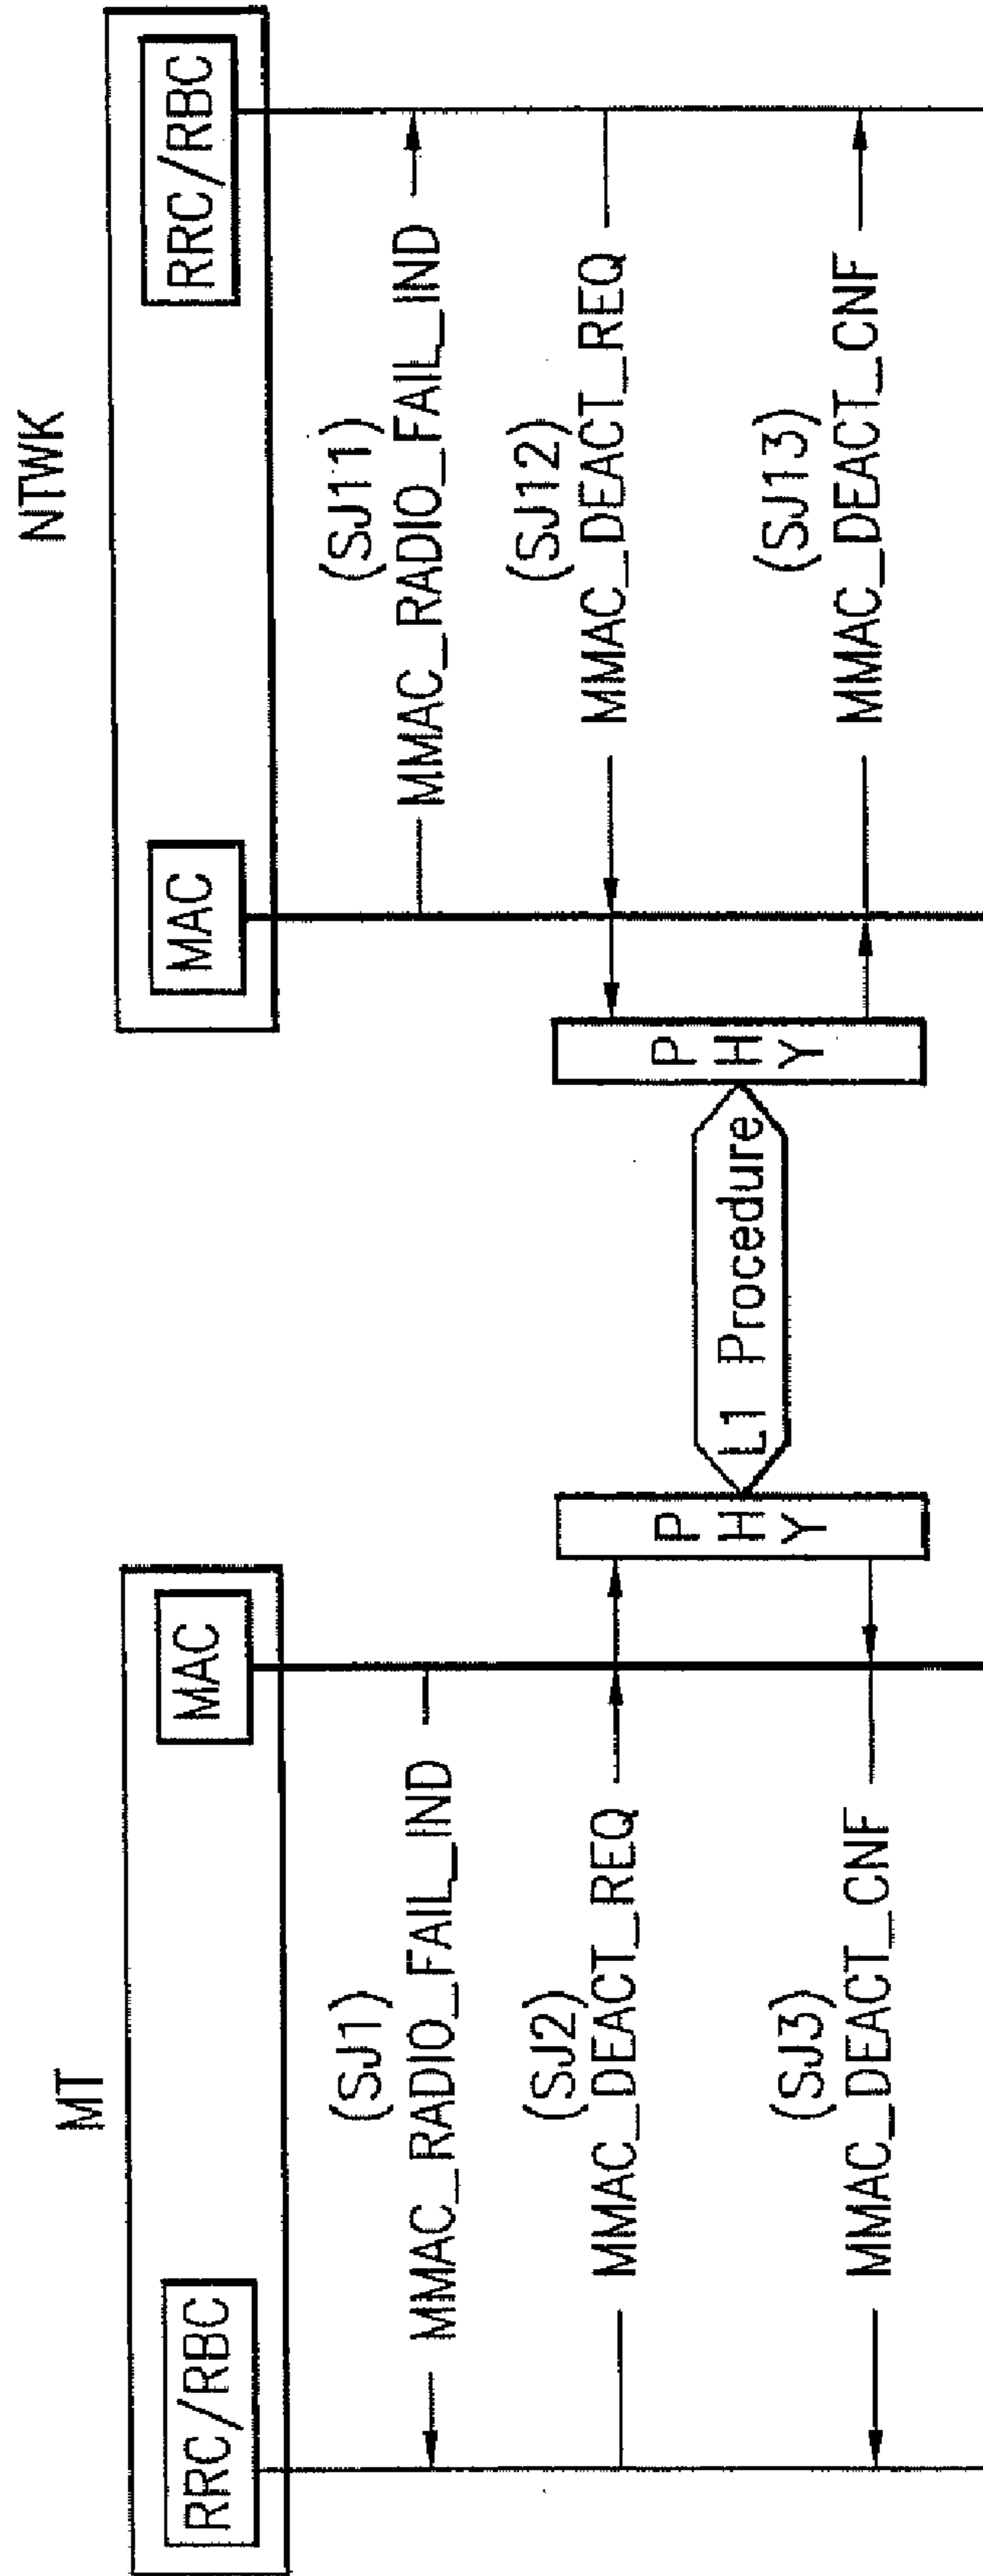 MT
NTWK
RRC/RBC
MAC
MAC
RRC/RBC
(SJ1)
MMAC_RADIO_FAIL_IND
(SJ11)
MMAC_RADIO_FAIL_IND
(SJ2)
MMAC_DEACT_REQ
(SJ12)
MMAC_DEACT_REQ
PHY
L1 Procedure
PHY
(SJ3)
MMAC_DEACT_CNF
(SJ13)
MMAC_DEACT_CNF